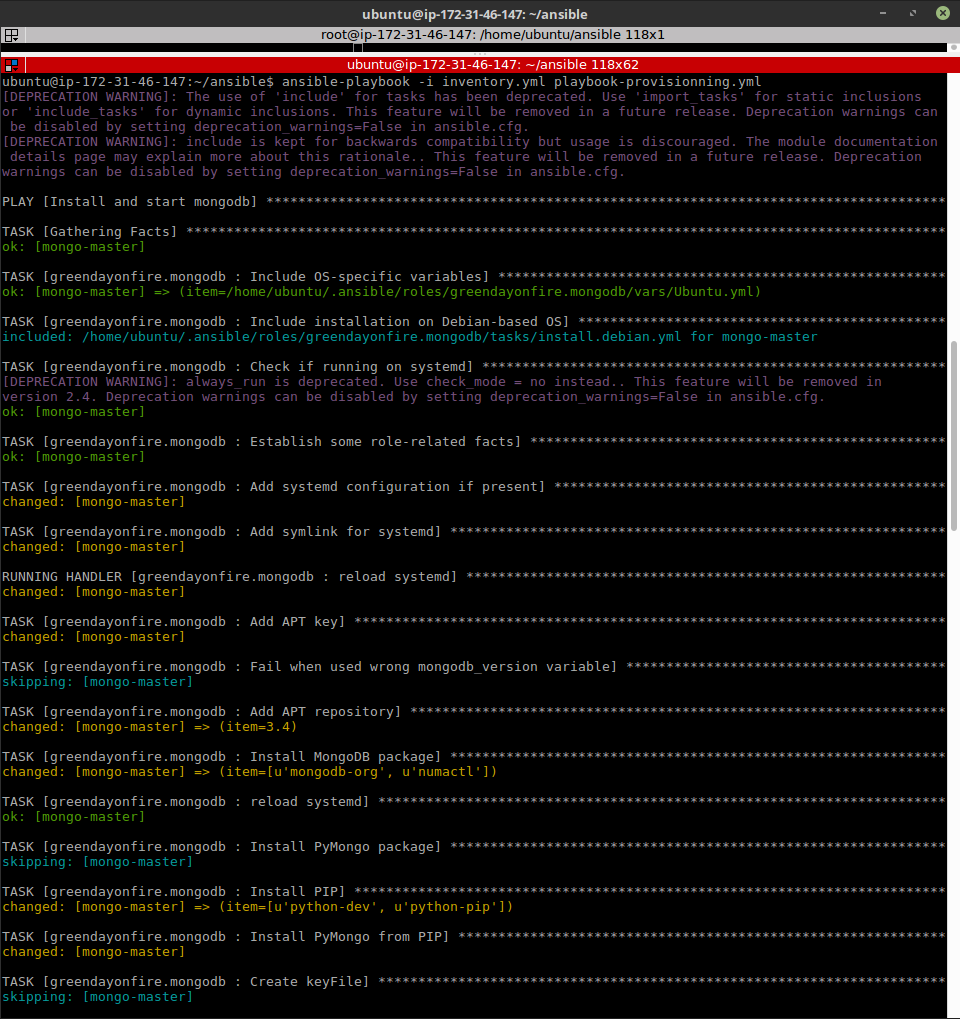 ubuntu@ip-172-31-46-147: ~/ansible
root@ip-172-31-46-147: /home/ubuntu/ansible 118x1
ubuntu@ip-172-31-46-147: ~/ansible 118x62
ubuntu@ip-172-31-46-147:~/ansible$ ansible-playbook -i inventory.yml playbook-provisionning.yml
[DEPRECATION WARNING]: The use of 'include' for tasks has been deprecated. Use 'import_tasks' for static inclusions
or 'include_tasks' for dynamic inclusions. This feature will be removed in a future release. Deprecation warnings can
be disabled by setting deprecation_warnings=False in ansible.cfg.
[DEPRECATION WARNING]: include is kept for backwards compatibility but usage is discouraged. The module documentation
details page may explain more about this rationale.. This feature will be removed in a future release. Deprecation
warnings can be disabled by setting deprecation_warnings=False in ansible.cfg.
PLAY [Install and start mongodb] *************************************************************************************
TASK [Gathering Facts] ***********************************************************************************************
ok: [mongo-master]
TASK [greendayonfire.mongodb : Include OS-specific variables] ********************************************************
ok: [mongo-master] => (item=/home/ubuntu/.ansible/roles/greendayonfire.mongodb/vars/Ubuntu.yml)
TASK [greendayonfire.mongodb : Include installation on Debian-based OS] **********************************************
included: /home/ubuntu/.ansible/roles/greendayonfire.mongodb/tasks/install.debian.yml for mongo-master
TASK [greendayonfire.mongodb : Check if running on systemd] **********************************************************
[DEPRECATION WARNING]: always_run is deprecated. Use check_mode = no instead.. This feature will be removed in
version 2.4. Deprecation warnings can be disabled by setting deprecation_warnings=False in ansible.cfg.
ok: [mongo-master]
TASK [greendayonfire.mongodb : Establish some role-related facts] ****************************************************
ok: [mongo-master]
TASK [greendayonfire.mongodb : Add systemd configuration if present] *************************************************
changed: [mongo-master]
TASK [greendayonfire.mongodb : Add symlink for systemd] **************************************************************
changed: [mongo-master]
RUNNING HANDLER [greendayonfire.mongodb : reload systemd] ************************************************************
changed: [mongo-master]
TASK [greendayonfire.mongodb : Add APT key] **************************************************************************
changed: [mongo-master]
TASK [greendayonfire.mongodb : Fail when used wrong mongodb_version variable] ****************************************
skipping: [mongo-master]
TASK [greendayonfire.mongodb : Add APT repository] *******************************************************************
changed: [mongo-master] => (item=3.4)
TASK [greendayonfire.mongodb : Install MongoDB package] **************************************************************
changed: [mongo-master] => (item=[u'mongodb-org', u'numactl'])
TASK [greendayonfire.mongodb : reload systemd] ***********************************************************************
ok: [mongo-master]
TASK [greendayonfire.mongodb : Install PyMongo package] **************************************************************
skipping: [mongo-master]
TASK [greendayonfire.mongodb : Install PIP] **************************************************************************
changed: [mongo-master] => (item=[u'python-dev', u'python-pip'])
TASK [greendayonfire.mongodb : Install PyMongo from PIP] *************************************************************
changed: [mongo-master]
TASK [greendayonfire.mongodb : Create keyFile] ***********************************************************************
skipping: [mongo-master]